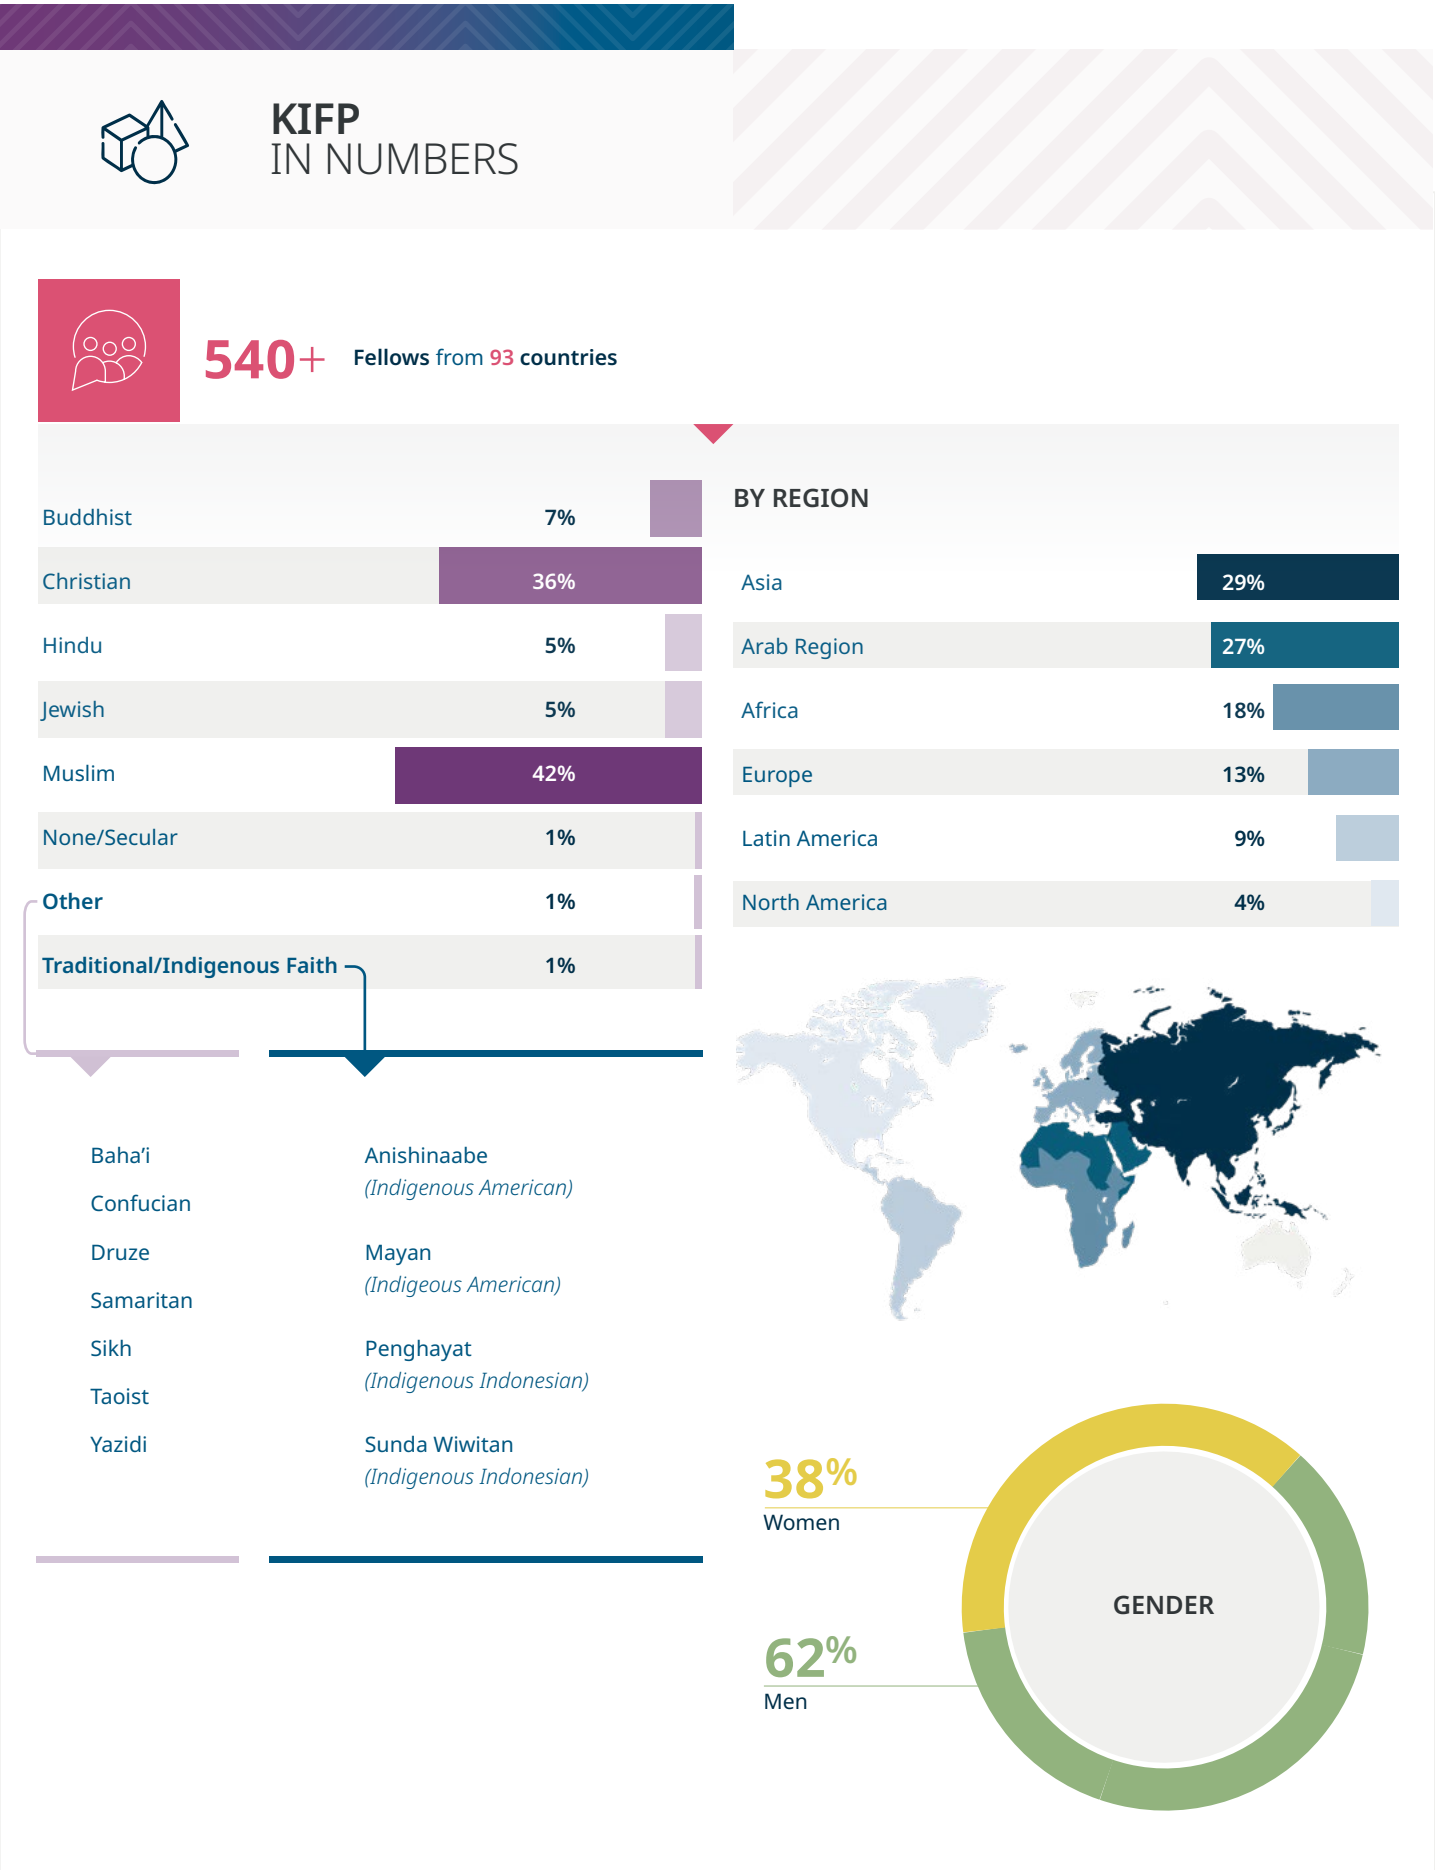 KIFP
IN NUMBERS
540+ Fellows from 93 countries
Buddhist 7%
Christian 36%
Hindu 5%
Jewish 5%
Muslim 42%
None/Secular 1%
Other 1%
Traditional/Indigenous Faith 1%
Baha’i
Confucian
Druze
Samaritan
Sikh
Taoist
Yazidi
Anishinaabe
(Indigenous American)
Mayan
(Indigeous American)
Penghayat
(Indigenous Indonesian)
Sunda Wiwitan
(Indigenous Indonesian)
BY REGION
Asia 29%
Arab Region 27%
Africa 18%
Europe 13%
Latin America 9%
North America 4%
38%
Women
62%
Men
GENDER